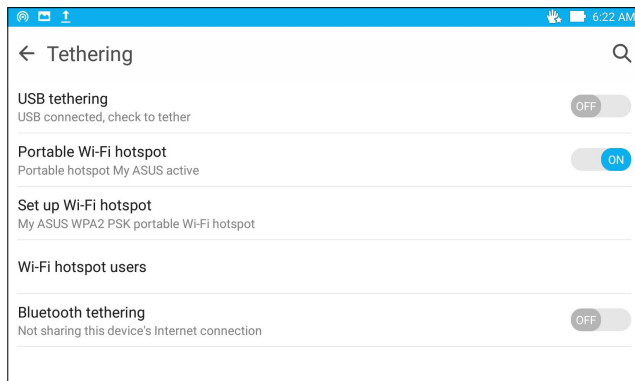 6:22 AM
Tethering
USB tethering
OFF
USB connected, check to tether
Portable Wi-Fi hotspot
ON
Portable hotspot My ASUS active
Set up Wi-Fi hotspot
My ASUS WPA2 PSK portable Wi-Fi hotspot
Wi-Fi hotspot users
Bluetooth tethering
OFF
Not sharing this device's Internet connection